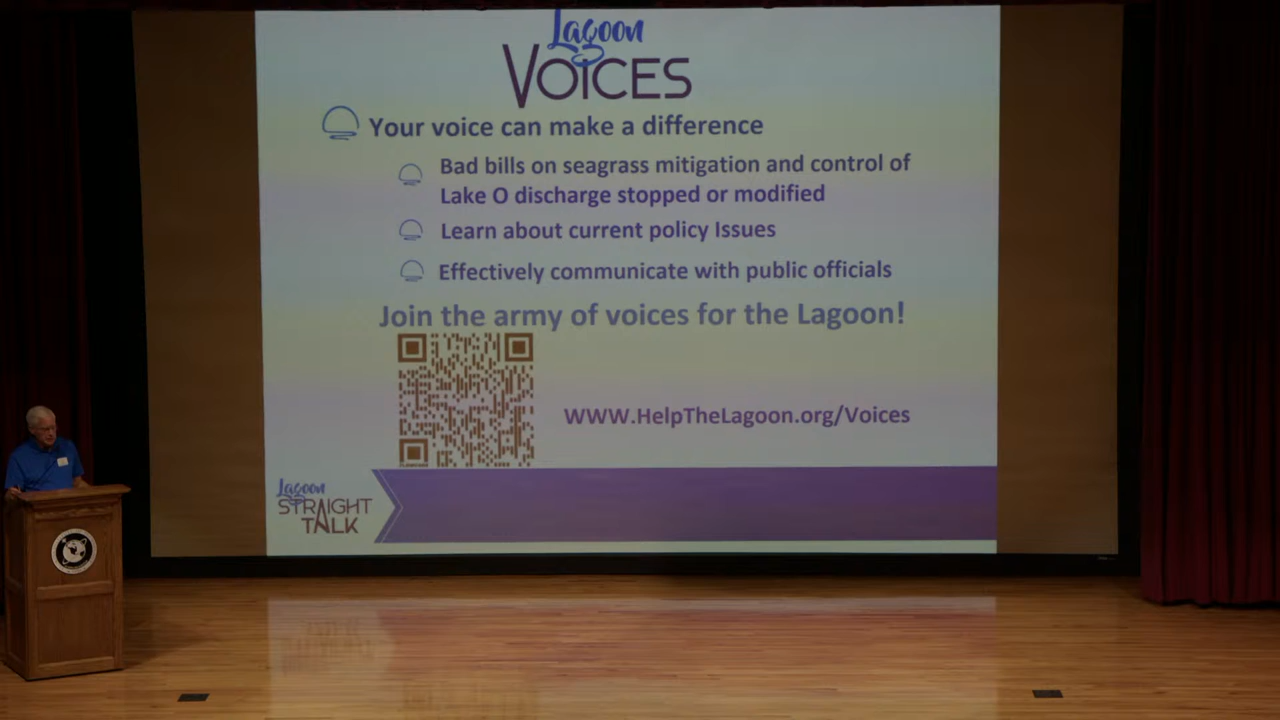 Lagoon
VOICES
Your voice can make a difference
Bad bills on seagrass mitigation and control of
Lake O discharge stopped or modified
Learn about current policy Issues
Effectively communicate with public officials
Join the army of voices for the Lagoon!
WWW.HelpTheLagoon.org/Voices
Lagoon
STRAIGHT
TALK